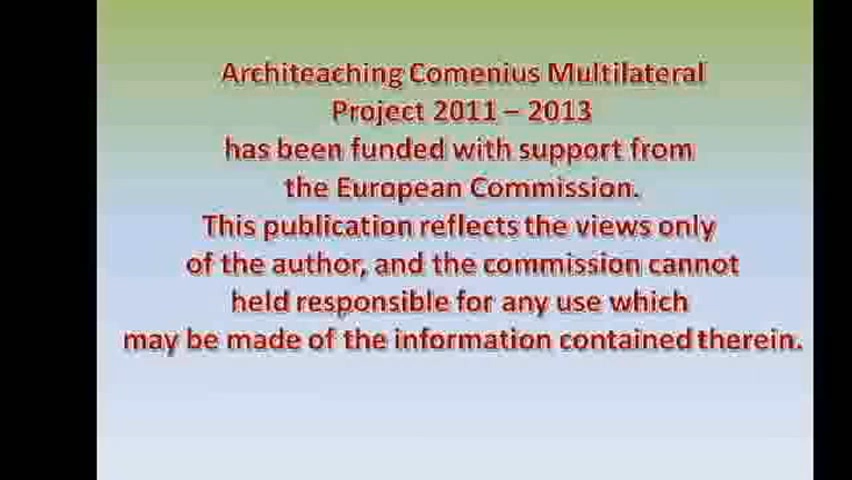 Architeaching Comenius Multilateral
Project 2011 – 2013
has been funded with support from
the European Commission.
This publication reflects the views only
of the author, and the commission cannot
held responsible for any use which
may be made of the information contained therein.